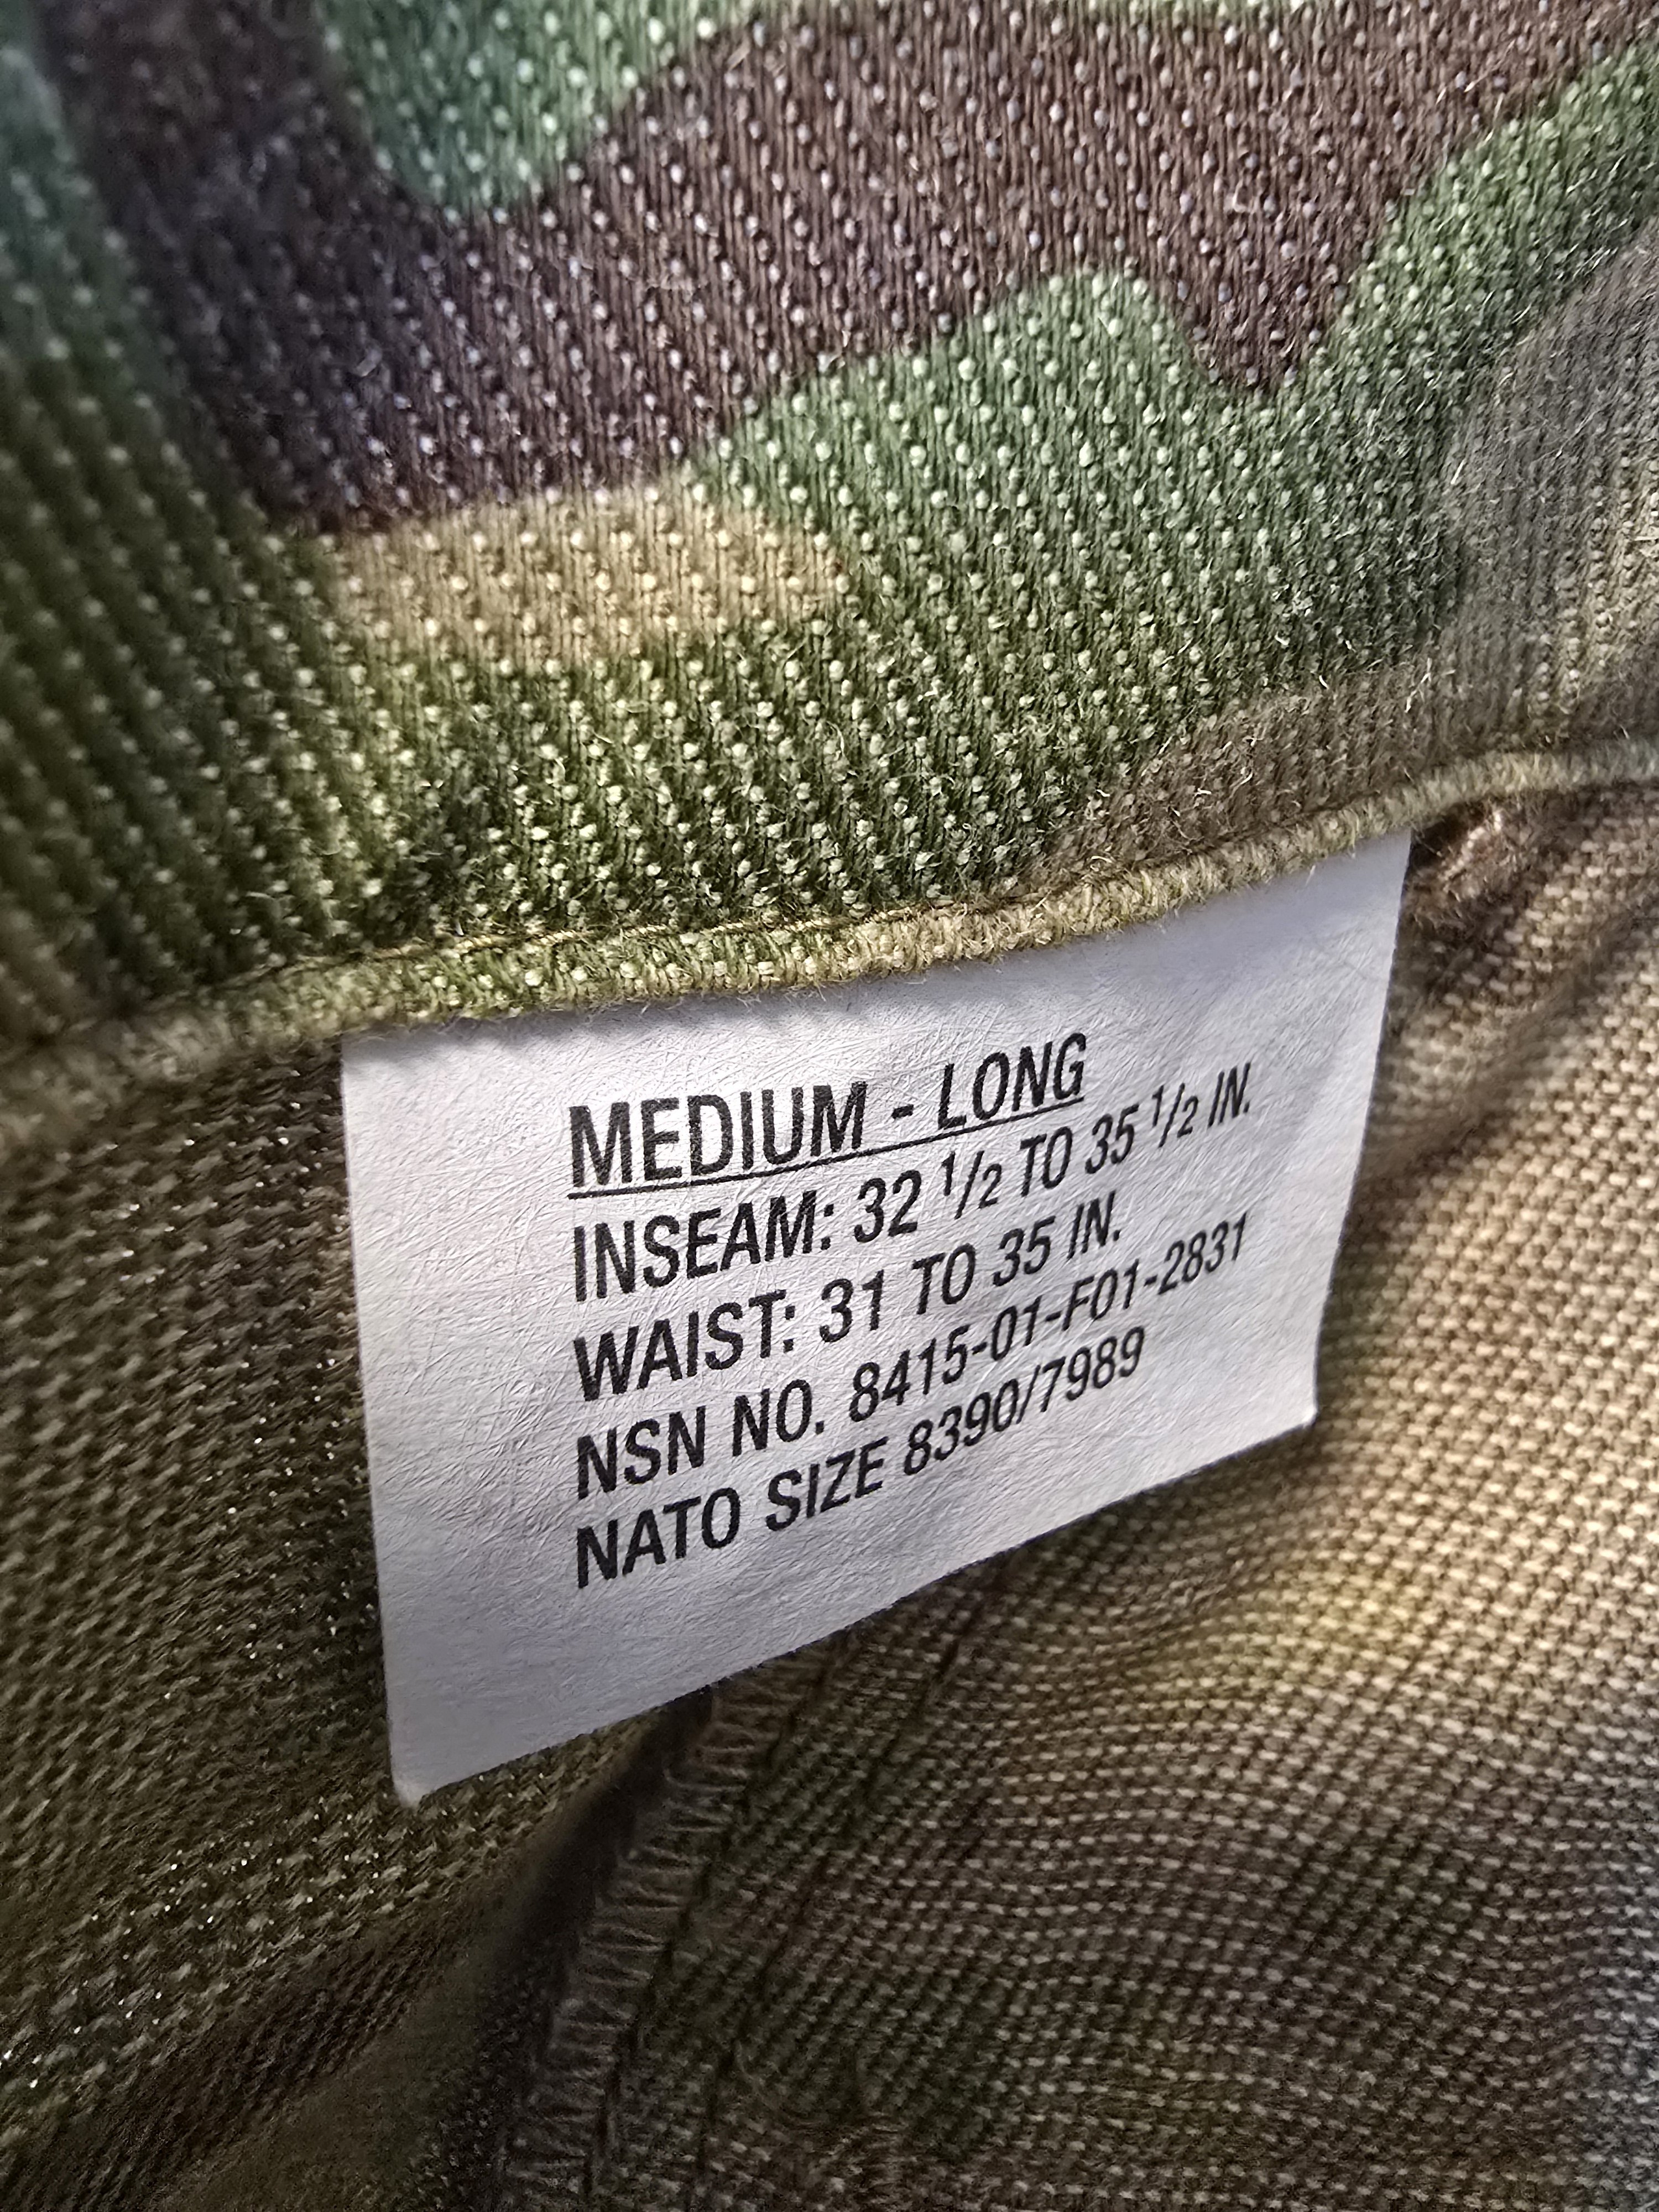 MEDIUM - LONG
INSEAM: 32 1/2 TO 35 1/2 IN.
WAIST: 31 TO 35 IN.
NSN NO. 8415-01-F01-2831
NATO SIZE 8390/7989